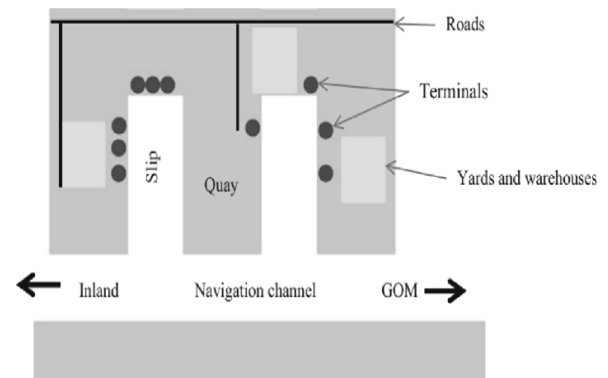 Roads
Terminals
Slip
Quay
Yards and warehouses
Inland
Navigation channel
GOM